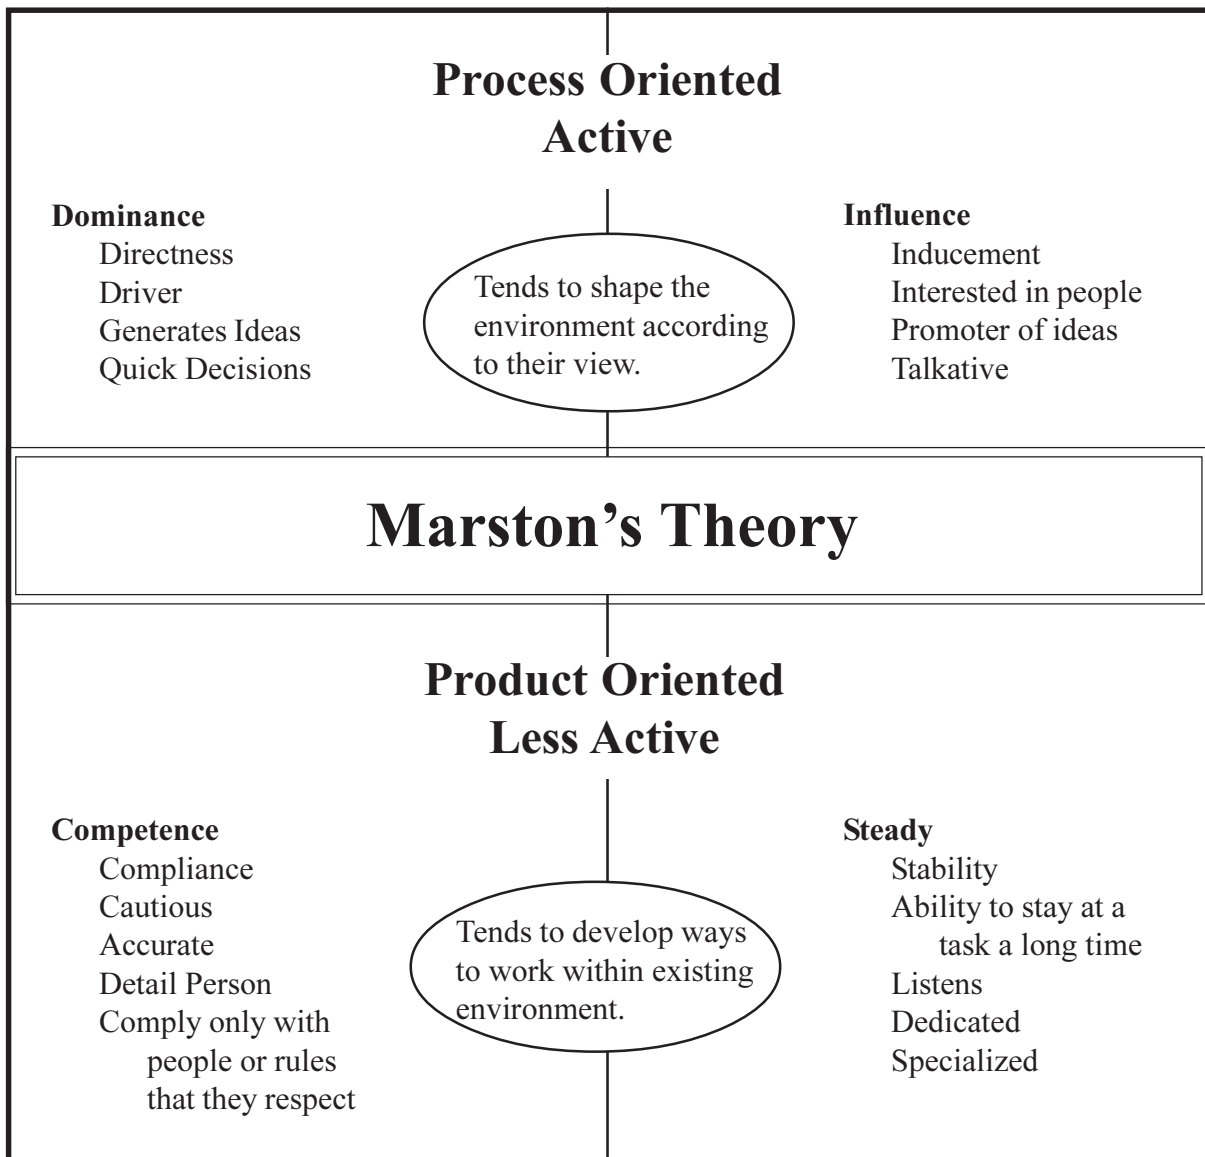 Process Oriented
Active
Dominance
Directness
Driver
Generates Ideas
Quick Decisions
Tends to shape the
environment according
to their view.
Influence
Inducement
Interested in people
Promoter of ideas
Talkative
Marston’s Theory
Product Oriented
Less Active
Competence
Compliance
Cautious
Accurate
Detail Person
Comply only with
people or rules
that they respect
Tends to develop ways
to work within existing
environment.
Steady
Stability
Ability to stay at a
task a long time
Listens
Dedicated
Specialized